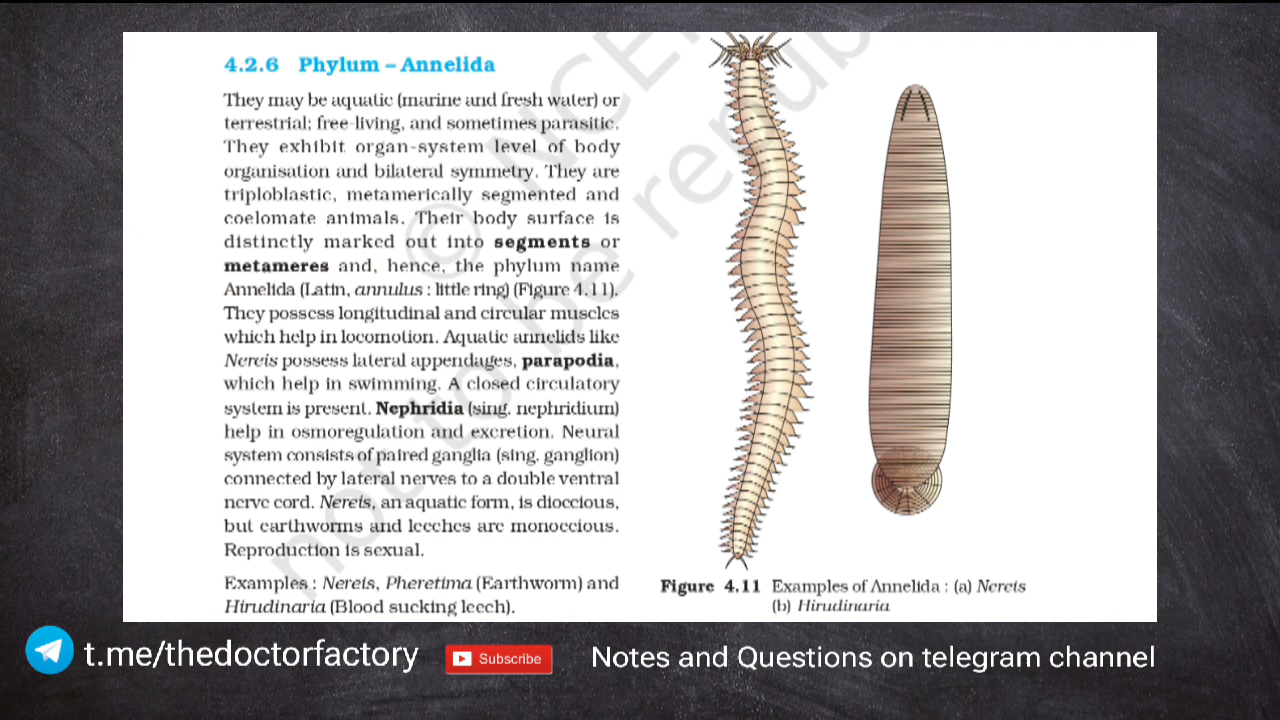 4.2.6 Phylum – Annelida
They may be aquatic (marine and fresh water) or
terrestrial; free-living, and sometimes parasitic.
They exhibit organ-system level of body
organisation and bilateral symmetry. They are
triploblastic, metamerically segmented and
coelomate animals. Their body surface is
distinctly marked out into segments or
metameres and, hence, the phylum name
Annelida (Latin, annulus : little ring) (Figure 4.11).
They possess longitudinal and circular muscles
which help in locomotion. Aquatic annelids like
Nereis possess lateral appendages, parapodia,
which help in swimming. A closed circulatory
system is present. Nephridia (sing. nephridium)
help in osmoregulation and excretion. Neural
system consists of paired ganglia (sing. ganglion)
connected by lateral nerves to a double ventral
nerve cord. Nereis, an aquatic form, is dioecious,
but earthworms and leeches are monoecious.
Reproduction is sexual.
Examples : Nereis, Pheretima (Earthworm) and
Hirudinaria (Blood sucking leech).
Figure 4.11 Examples of Annelida : (a) Nereis
(b) Hirudinaria
© NCE
not to be repub
t.me/thedoctorfactory
Subscribe
Notes and Questions on telegram channel